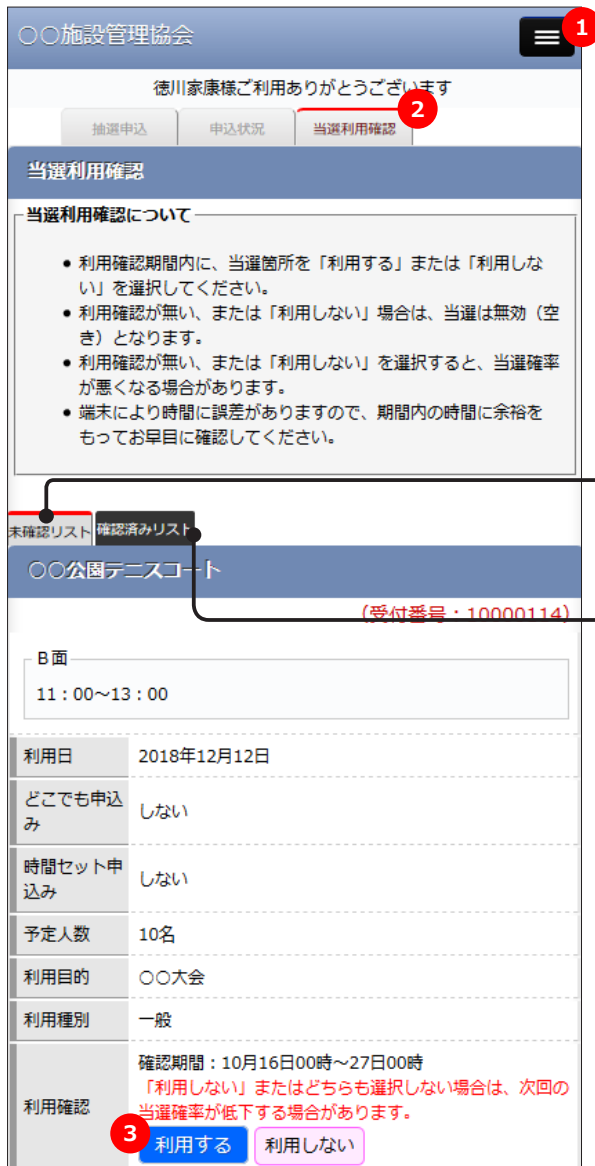 ○○施設管理協会
1
徳川家康様ご利用ありがとうございます
2
抽選申込 申込状況 当選利用確認
当選利用確認
当選利用確認について
● 利用確認期間内に、当選箇所を「利用する」または「利用しな
い」を選択してください。
● 利用確認が無い、または「利用しない」場合は、当選は無効（空
き）となります。
● 利用確認が無い、または「利用しない」を選択すると、当選確率
が悪くなる場合があります。
● 端末により時間に誤差がありますので、期間内の時間に余裕を
もってお早目に確認してください。
未確認リスト 確認済みリスト
○○公園テニスコート
（受付番号：10000114）
B面
11：00～13：00
利用日 2018年12月12日
どこでも申込
み
しない
時間セット申
込み
しない
予定人数 10名
利用目的 ○○大会
利用種別 一般
利用確認
確認期間：10月16日00時～27日00時
「利用しない」またはどちらも選択しない場合は、次回の
当選確率が低下する場合があります。
3
利用する 利用しない